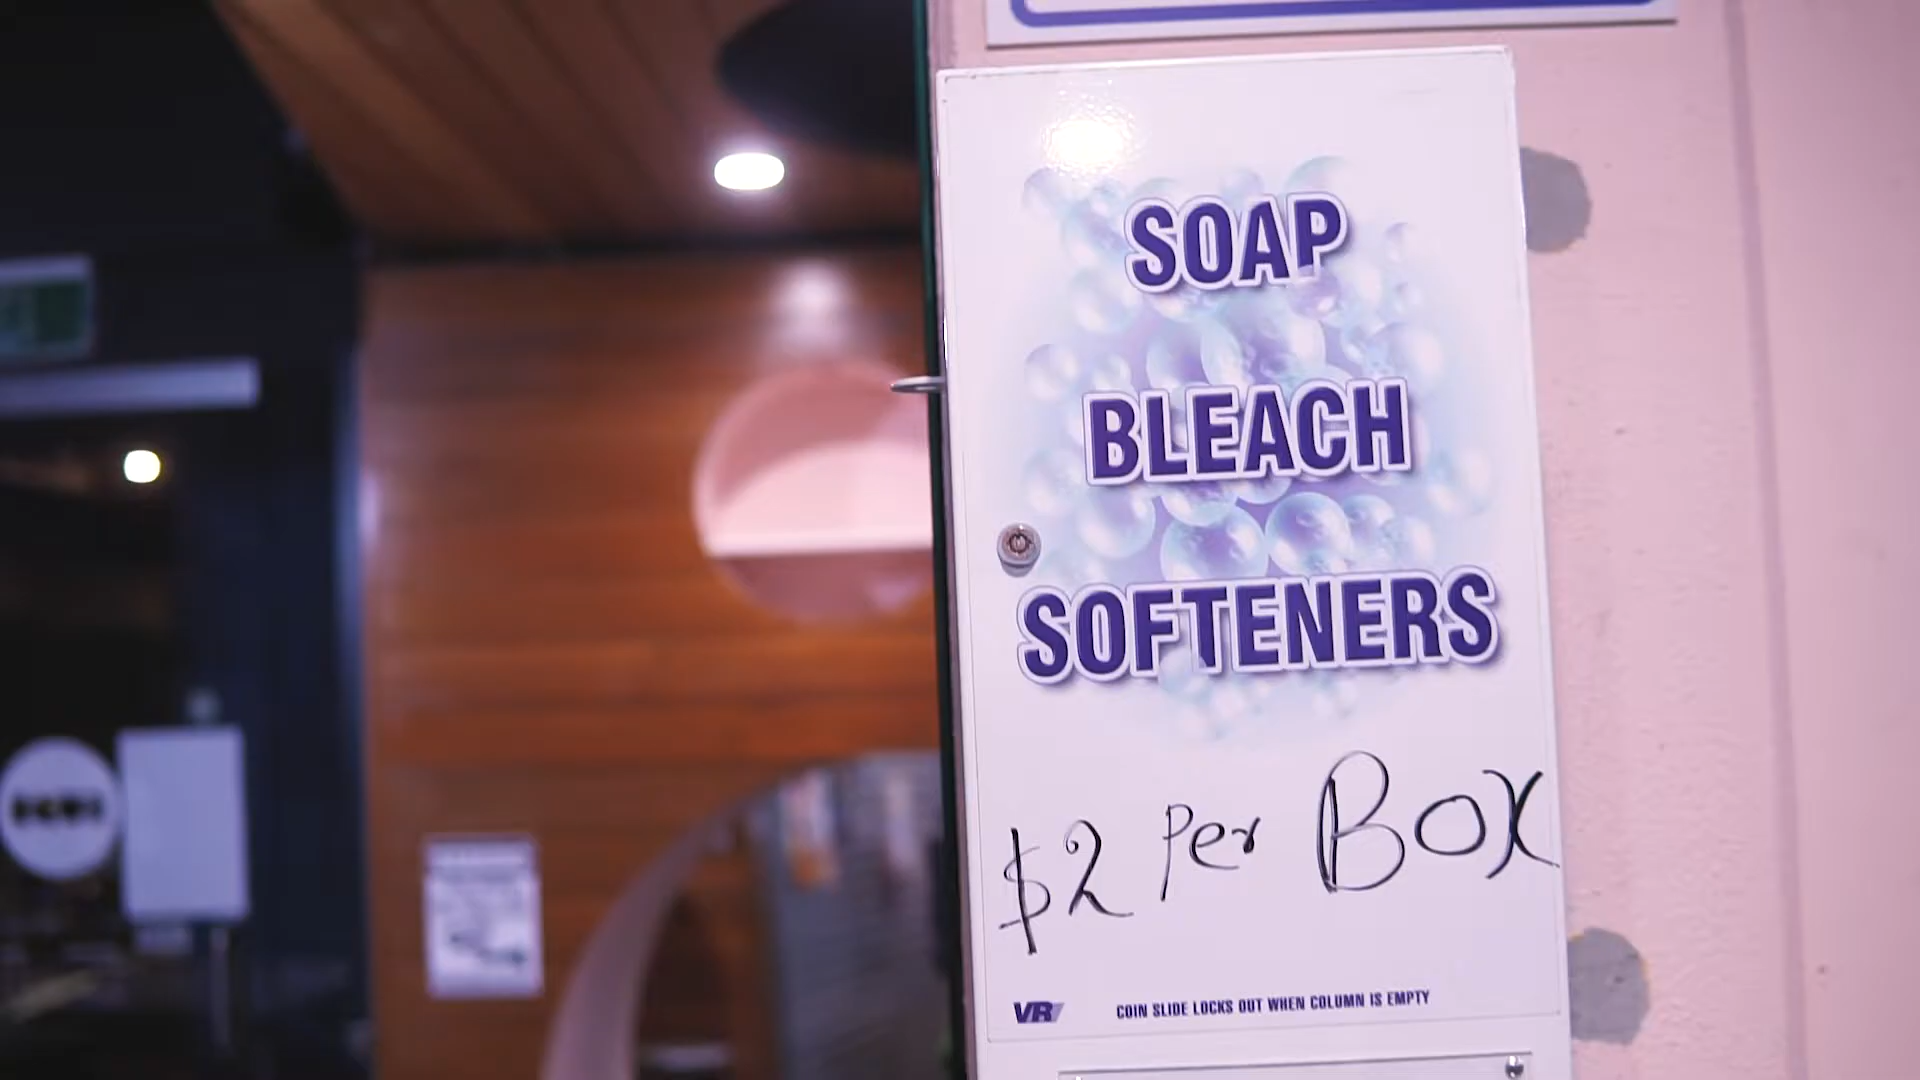 SOAP
BLEACH
SOFTENERS
$2 Per BOX
VR
COIN SLIDE LOCKS OUT WHEN COLUMN IS EMPTY